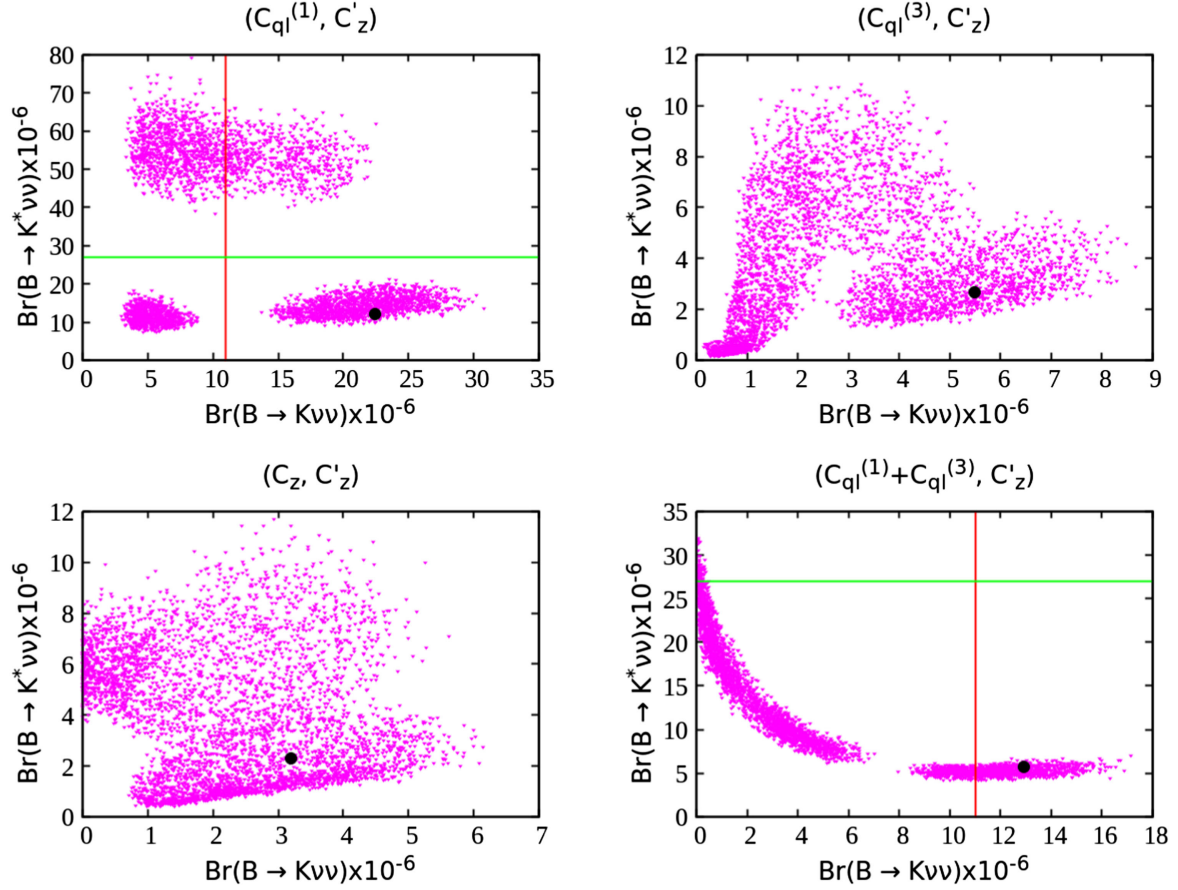 (C_ql^(1), C'_z)
Br(B → K^* νν)x10^-6
80
70
60
50
40
30
20
10
0
0 5 10 15 20 25 30 35
Br(B → Kνν)x10^-6
(C_ql^(3), C'_z)
Br(B → K^* νν)x10^-6
12
10
8
6
4
2
0
0 1 2 3 4 5 6 7 8 9
Br(B → Kνν)x10^-6
(C_z, C'_z)
Br(B → K^* νν)x10^-6
12
10
8
6
4
2
0
0 1 2 3 4 5 6 7
Br(B → Kνν)x10^-6
(C_ql^(1)+C_ql^(3), C'_z)
Br(B → K^* νν)x10^-6
35
30
25
20
15
10
5
0
0 2 4 6 8 10 12 14 16 18
Br(B → Kνν)x10^-6